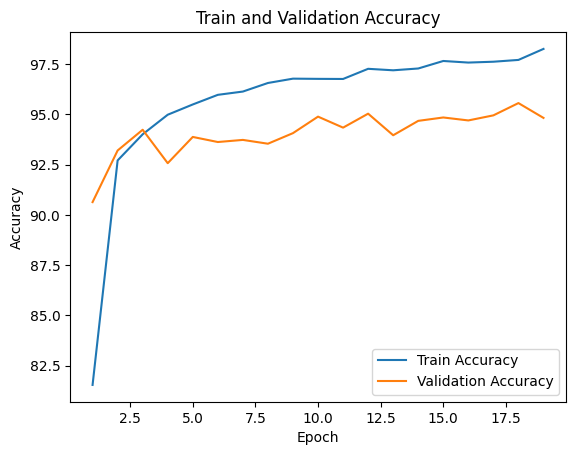 Train and Validation Accuracy
Accuracy
97.5
95.0
92.5
90.0
87.5
85.0
82.5
Train Accuracy
Validation Accuracy
2.5 5.0 7.5 10.0 12.5 15.0 17.5
Epoch